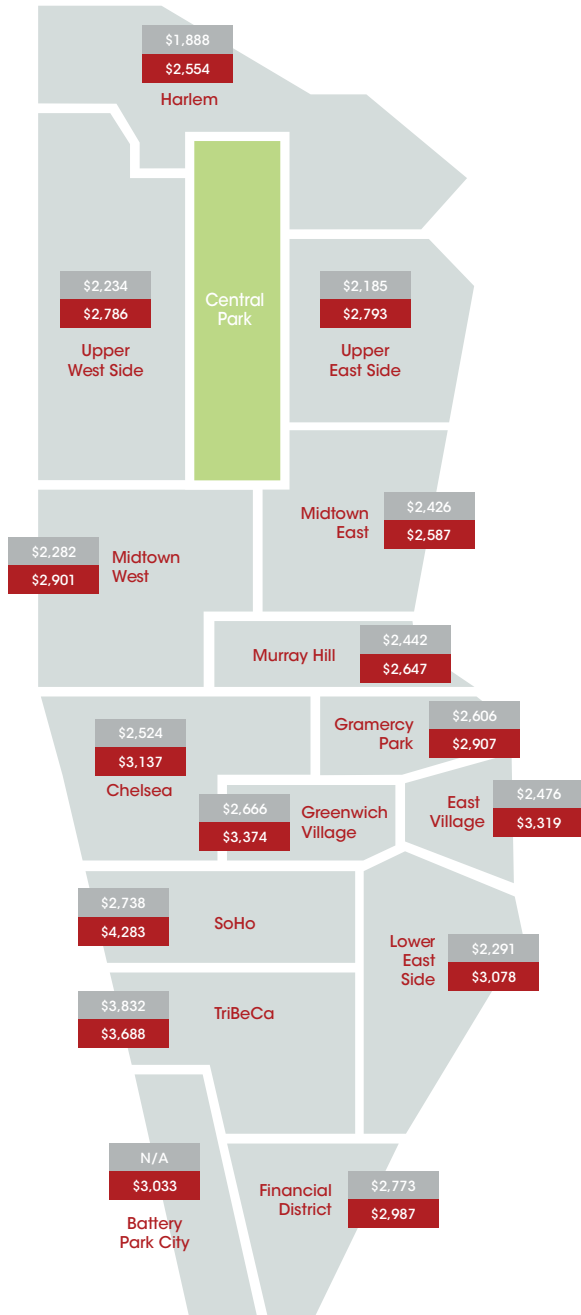 $1,888
$2,554
Harlem
$2,234
$2,786
Upper
West Side
Central
Park
$2,185
$2,793
Upper
East Side
Midtown
East
$2,426
$2,587
$2,282
$2,901
Midtown
West
Murray Hill
$2,442
$2,647
$2,524
$3,137
Chelsea
Gramercy
Park
$2,606
$2,907
$2,666
$3,374
Greenwich
Village
East
Village
$2,476
$3,319
$2,738
$4,283
SoHo
Lower
East
Side
$2,291
$3,078
$3,832
$3,688
TriBeCa
N/A
$3,033
Battery
Park City
Financial
District
$2,773
$2,987